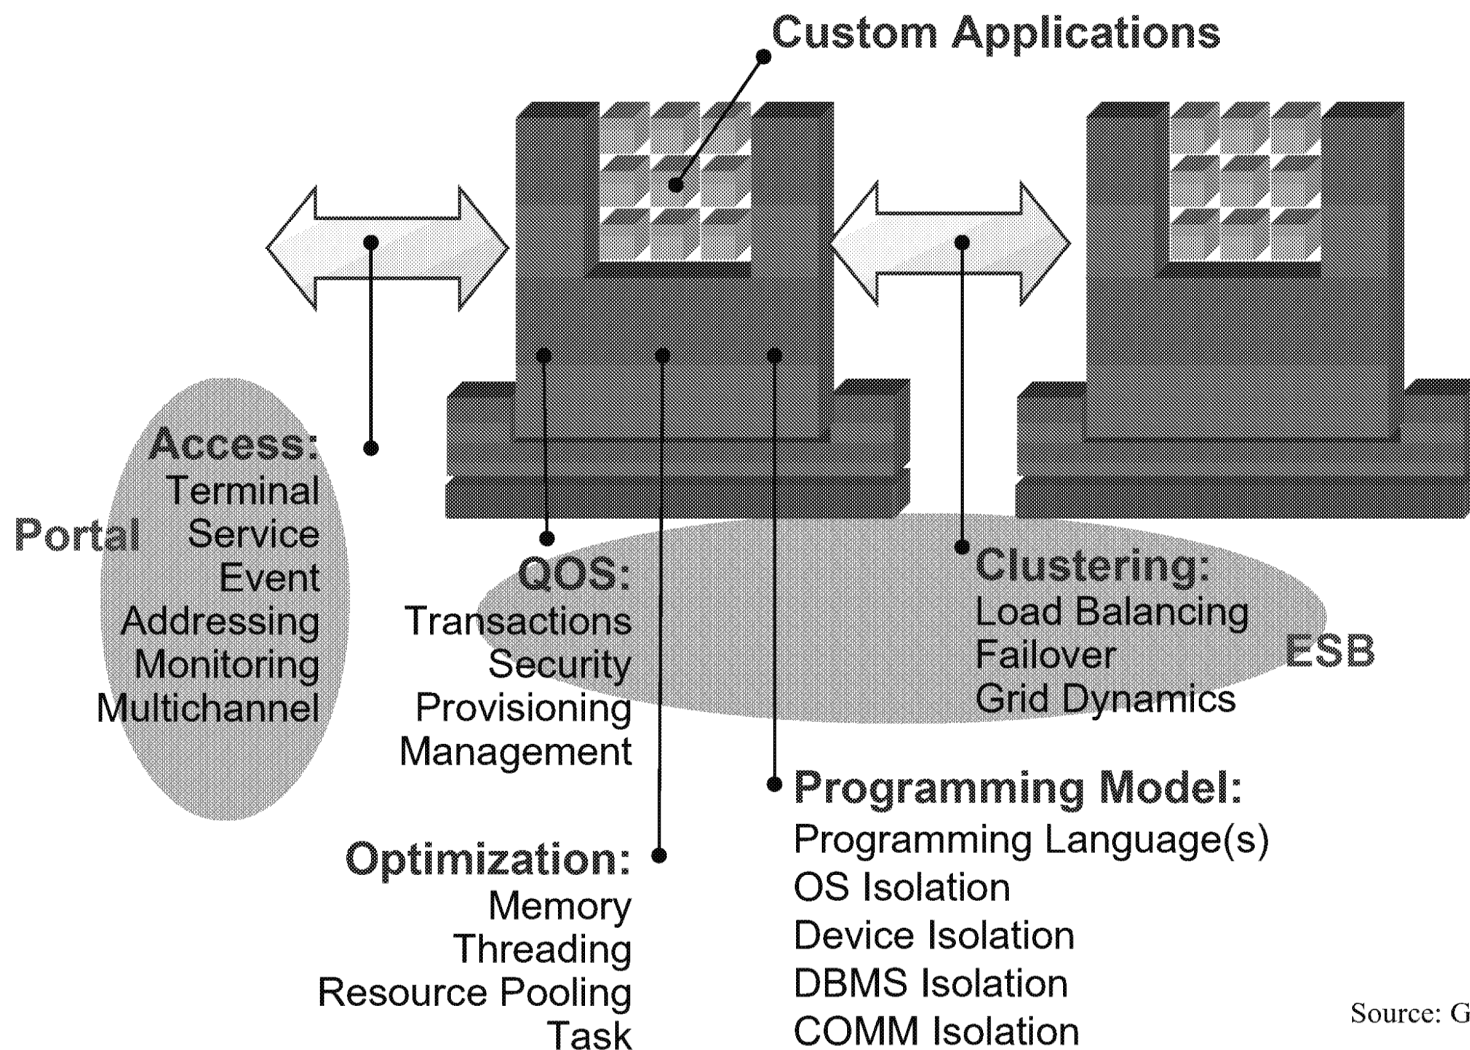 Custom Applications
Access:
Terminal
Portal
Service
Event
Addressing
Monitoring
Multichannel
QOS:
Transactions
Security
Provisioning
Management
Clustering:
Load Balancing
Failover
Grid Dynamics
ESB
Optimization:
Memory
Threading
Resource Pooling
Task
Programming Model:
Programming Language(s)
OS Isolation
Device Isolation
DBMS Isolation
COMM Isolation
Source: G